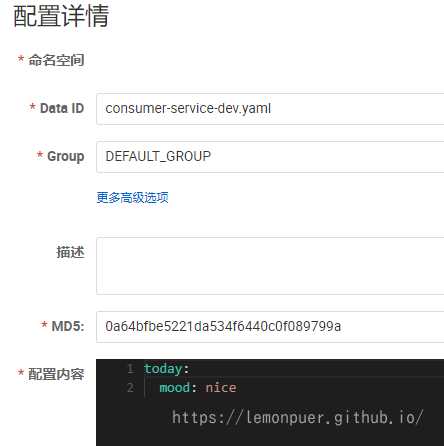 配置详情
* 命名空间
* Data ID
consumer-service-dev.yaml
* Group
DEFAULT_GROUP
更多高级选项
描述
* MD5:
0a64bfbe5221da534f6440c0f089799a
* 配置内容
1 today:
2 mood: nice
https://lemonpuer.github.io/